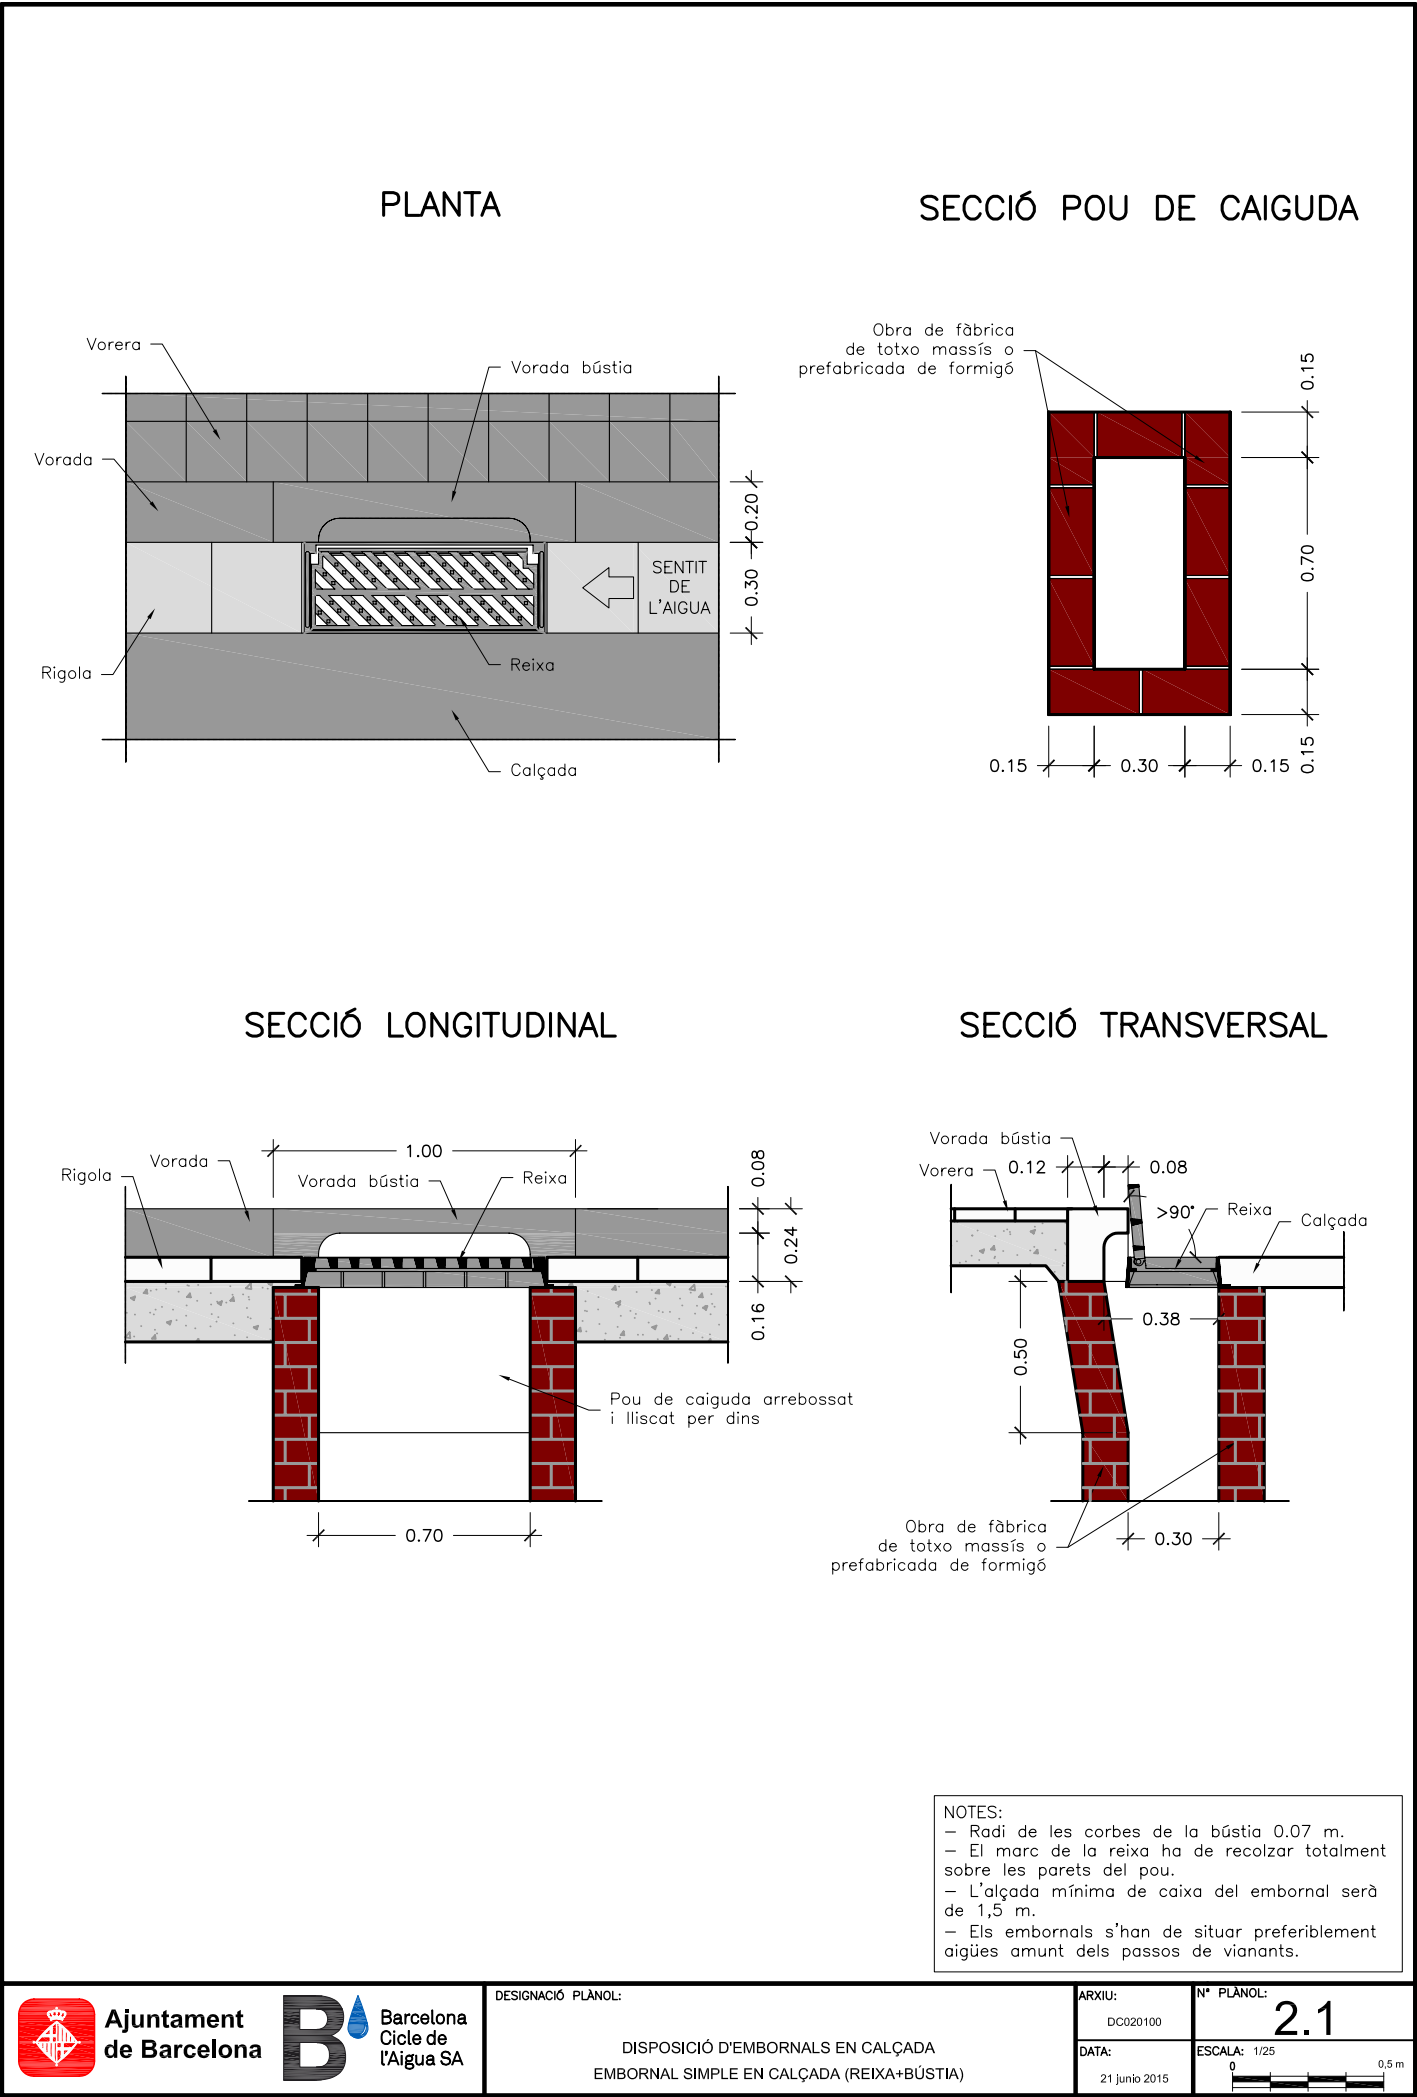 PLANTA
Vorera
Vorada bústia
Vorada
0.20
0.30
SENTIT
DE
L'AIGUA
Rigola
Reixa
Calçada
SECCIÓ POU DE CAIGUDA
Obra de fàbrica
de totxo massís o
prefabricada de formigó
0.15
0.70
0.15
0.15
0.30
0.15
SECCIÓ LONGITUDINAL
1.00
Rigola
Vorada
Vorada bústia
Reixa
0.08
0.24
0.16
Pou de caiguda arrebossat
i lliscat per dins
0.70
SECCIÓ TRANSVERSAL
Vorada bústia
Vorera
0.12
0.08
>90°
Reixa
Calçada
0.38
0.50
Obra de fàbrica
de totxo massís o
prefabricada de formigó
0.30
NOTES:
– Radi de les corbes de la bústia 0.07 m.
– El marc de la reixa ha de recolzar totalment
sobre les parets del pou.
– L'alçada mínima de caixa del embornal serà
de 1,5 m.
– Els embornals s'han de situar preferiblement
aigües amunt dels passos de vianants.
Ajuntament
de Barcelona
B
Barcelona
Cicle de
l'Aigua SA
DESIGNACIÓ PLÀNOL:
DISPOSICIÓ D'EMBORNALS EN CALÇADA
EMBORNAL SIMPLE EN CALÇADA (REIXA+BÚSTIA)
ARXIU:
DC020100
DATA:
21 junio 2015
Nº PLÀNOL:
2.1
ESCALA: 1/25
0 0,5 m